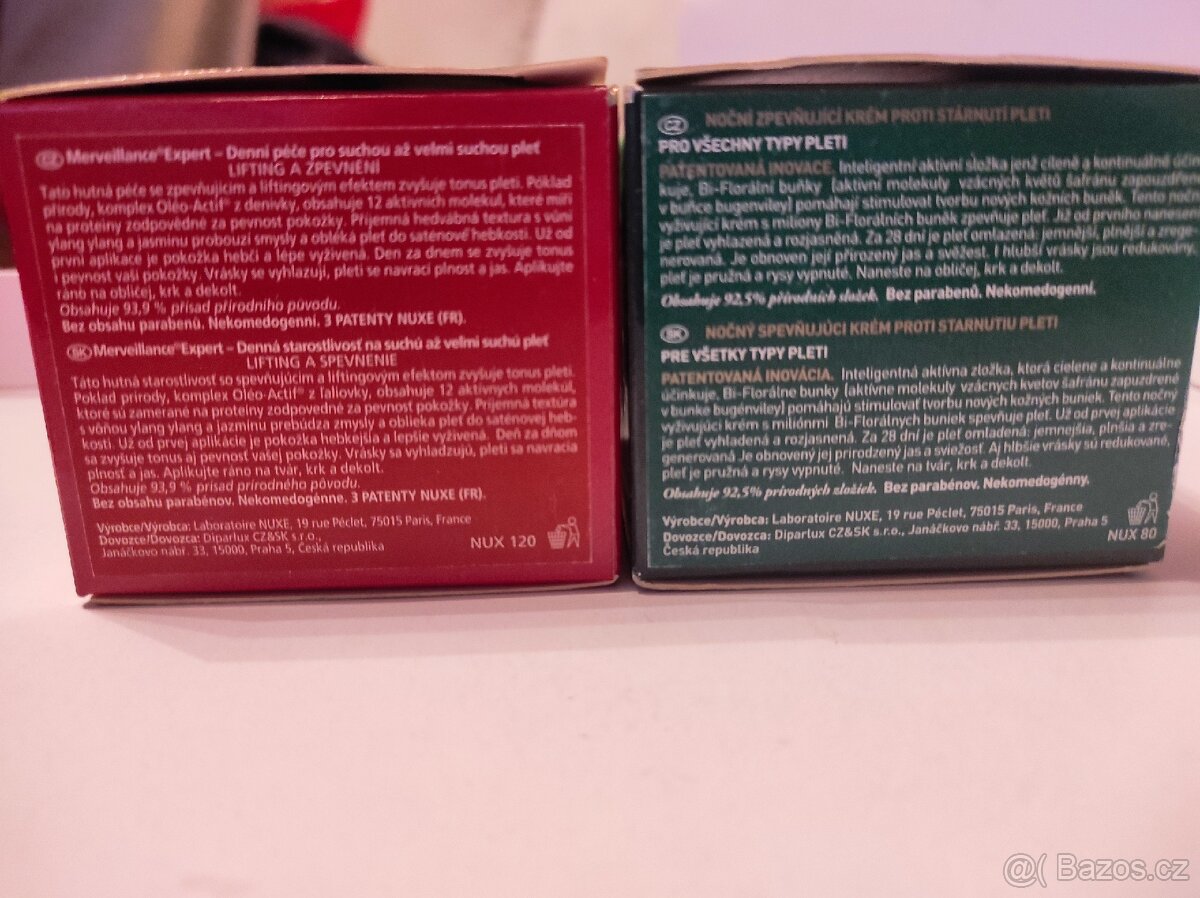 CZ Merveillance® Expert – Denní péče pro suchou až velmi suchou pleť
LIFTING A ZPEVNĚNÍ
Tato hutná péče se zpevňujícím a liftingovým efektem zvyšuje tonus pleti. Poklad
přírody, komplex Oléo-Actif® z denivky, obsahuje 12 aktivních molekul, které míří
na proteiny zodpovědné za pevnost pokožky. Příjemná hedvábná textura s vůní
ylang ylang a jasmínu probouzí smysly a obléká pleť do saténové hebkosti. Už od
první aplikace je pokožka hebčí a lépe vyživená. Den za dnem se zvyšuje tonus
i pevnost vaší pokožky. Vrásky se vyhlazují, pleti se navrací plnost a jas. Aplikujte
ráno na obličej, krk a dekolt.
Obsahuje 93,9 % přísad přírodního původu.
Bez obsahu parabenů. Nekomedogenní. 3 PATENTY NUXE (FR).
SK Merveillance® Expert – Denná starostlivosť na suchú až veľmi suchú pleť
LIFTING A SPEVNENIE
Táto hutná starostlivosť so spevňujúcim a liftingovým efektom zvyšuje tonus pleti.
Poklad prírody, komplex Oléo-Actif® z ľaliovky, obsahuje 12 aktívnych molekúl,
ktoré sú zamerané na proteíny zodpovedné za pevnosť pokožky. Príjemná textúra
s vôňou ylang ylang a jazmínu prebúdza zmysly a oblieka pleť do saténovej heb-
kosti. Už od prvej aplikácie je pokožka hebkejšia a lepšie vyživená. Deň za dňom
sa zvyšuje tonus aj pevnosť vašej pokožky. Vrásky sa vyhladzujú, pleti sa navracia
plnosť a jas. Aplikujte ráno na tvár, krk a dekolt.
Obsahuje 93,9 % prísad prírodného pôvodu.
Bez obsahu parabénov. Nekomedogénne. 3 PATENTY NUXE (FR).
Výrobce/Výrobca: Laboratoire NUXE, 19 rue Péclet, 75015 Paris, France
Dovozce/Dovozca: Diparlux CZ&SK s.r.o.,
Janáčkovo nábř. 33, 15000, Praha 5, Česká republika
NUX 120
CZ NOČNÍ ZPEVŇUJÍCÍ KRÉM PROTI STÁRNUTÍ PLETI
PRO VŠECHNY TYPY PLETI
PATENTOVANÁ INOVACE. Inteligentní aktivní složka jenž cíleně a kontinuálně účin-
kuje, Bi-Florální buňky (aktivní molekuly vzácných květů šafránu zapouzdřené
v buňce bugenviley) pomáhají stimulovat tvorbu nových kožních buněk. Tento noční
vyživující krém s miliony Bi-Florálních buněk zpevňuje pleť. Již od prvního nanesení
je pleť vyhlazená a rozjasněná. Za 28 dní je pleť omlazená: jemnější, plnější a zrege-
nerovaná. Je obnoven její přirozený jas a svěžest. I hlubší vrásky jsou redukovány,
pleť je pružná a rysy vypnuté. Naneste na obličej, krk a dekolt.
Obsahuje 92,5% přírodních složek. Bez parabenů. Nekomedogenní.
SK NOČNÝ SPEVŇUJÚCI KRÉM PROTI STARNUTIU PLETI
PRE VŠETKY TYPY PLETI
PATENTOVANÁ INOVÁCIA. Inteligentná aktívna zložka, ktorá cielene a kontinuálne
účinkuje, Bi-Florálne bunky (aktívne molekuly vzácnych kvetov šafránu zapuzdrené
v bunke bugénviley) pomáhajú stimulovať tvorbu nových kožných buniek. Tento nočný
vyživujúci krém s miliónmi Bi-Florálnych buniek spevňuje pleť. Už od prvej aplikácie
je pleť vyhladená a rozjasnená. Za 28 dní je pleť omladená: jemnejšia, plnšia a zre-
generovaná Je obnovený jej prirodzený jas a sviežosť Aj hlbšie vrásky sú redukované,
pleť je pružná a rysy vypnuté. Naneste na tvár, krk a dekolt.
Obsahuje 92,5% prírodných zložiek. Bez parabénov. Nekomedogénny.
Výrobce/Výrobca: Laboratoire NUXE, 19 rue Péclet, 75015 Paris, France
Dovozce/Dovozca: Diparlux CZ&SK s.r.o., Janáčkovo nábř. 33, 15000, Praha 5
Česká republika
NUX 80
@( Bazos.cz